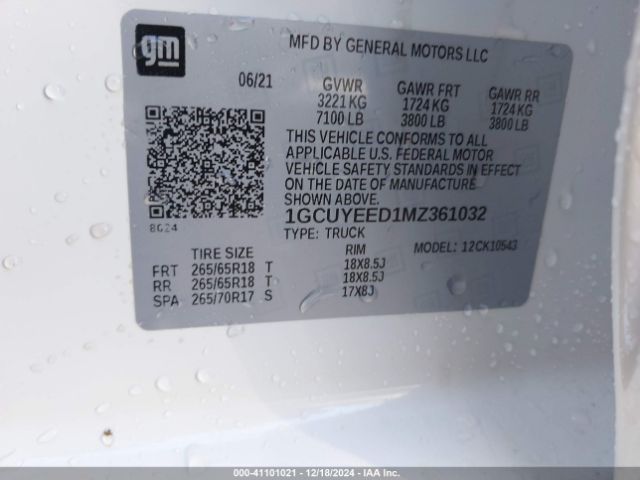 gm
MFD BY GENERAL MOTORS LLC
06/21 GVWR GAWR FRT GAWR RR
3221 KG 1724 KG 1724 KG
7100 LB 3800 LB 3800 LB
THIS VEHICLE CONFORMS TO ALL
APPLICABLE U.S. FEDERAL MOTOR
VEHICLE SAFETY STANDARDS IN EFFECT
ON THE DATE OF MANUFACTURE
SHOWN ABOVE.
8624
1GCUYEED1MZ361032
TYPE: TRUCK MODEL: 12CK10543
TIRE SIZE RIM
FRT 265/65R18 T 18X8.5J
RR 265/65R18 T 18X8.5J
SPA 265/70R17 S 17X8J
000-41101021 - 12/18/2024 - IAA Inc.